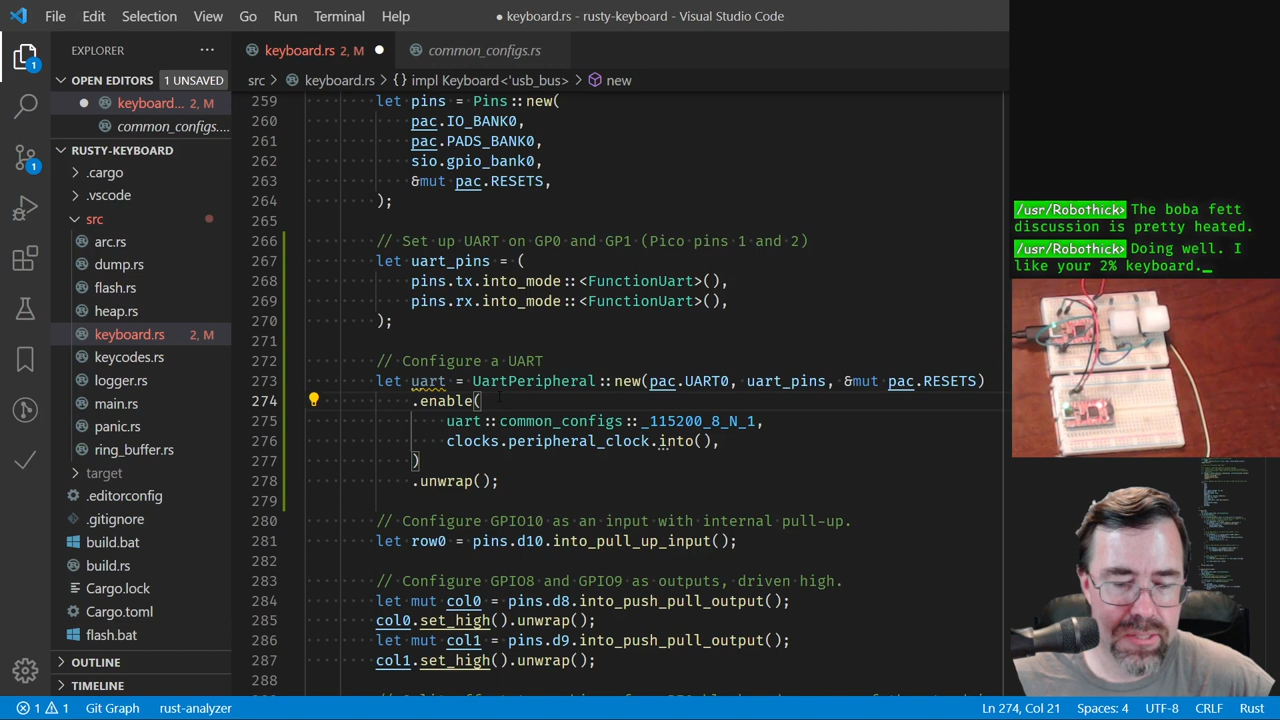 File Edit Selection View Go Run Terminal Help
● keyboard.rs - rusty-keyboard - Visual Studio Code
EXPLORER ...
keyboard.rs 2, M ●
common_configs.rs
OPEN EDITORS 1 UNSAVED
src > keyboard.rs > {} impl Keyboard<'usb_bus> > new
● keyboard... 2, M
common_configs....
RUSTY-KEYBOARD
> .cargo
> .vscode
src
arc.rs
dump.rs
flash.rs
heap.rs
keyboard.rs 2, M
keycodes.rs
logger.rs
main.rs
panic.rs
ring_buffer.rs
> target
.editorconfig
.gitignore
build.bat
build.rs
Cargo.lock
Cargo.toml
flash.bat
> OUTLINE
> TIMELINE
1
1
259 let pins = Pins::new(
260 pac.IO_BANK0,
261 pac.PADS_BANK0,
262 sio.gpio_bank0,
263 &mut pac.RESETS,
264 );
265
266 // Set up UART on GP0 and GP1 (Pico pins 1 and 2)
267 let uart_pins = (
268 pins.tx.into_mode::<FunctionUart>(),
269 pins.rx.into_mode::<FunctionUart>(),
270 );
271
272 // Configure a UART
273 let uart = UartPeripheral::new(pac.UART0, uart_pins, &mut pac.RESETS)
274 .enable(
275 uart::common_configs::_115200_8_N_1,
276 clocks.peripheral_clock.into(),
277 )
278 .unwrap();
279
280 // Configure GPIO10 as an input with internal pull-up.
281 let row0 = pins.d10.into_pull_up_input();
282
283 // Configure GPIO8 and GPIO9 as outputs, driven high.
284 let mut col0 = pins.d8.into_push_pull_output();
285 col0.set_high().unwrap();
286 let mut col1 = pins.d9.into_push_pull_output();
287 col1.set_high().unwrap();
288
/usr/Robothick> The boba fett
discussion is pretty heated.
/usr/Robothick> Doing well. I
like your 2% keyboard._
1 1 Git Graph rust-analyzer Ln 274, Col 21 Spaces: 4 UTF-8 CRLF Rust